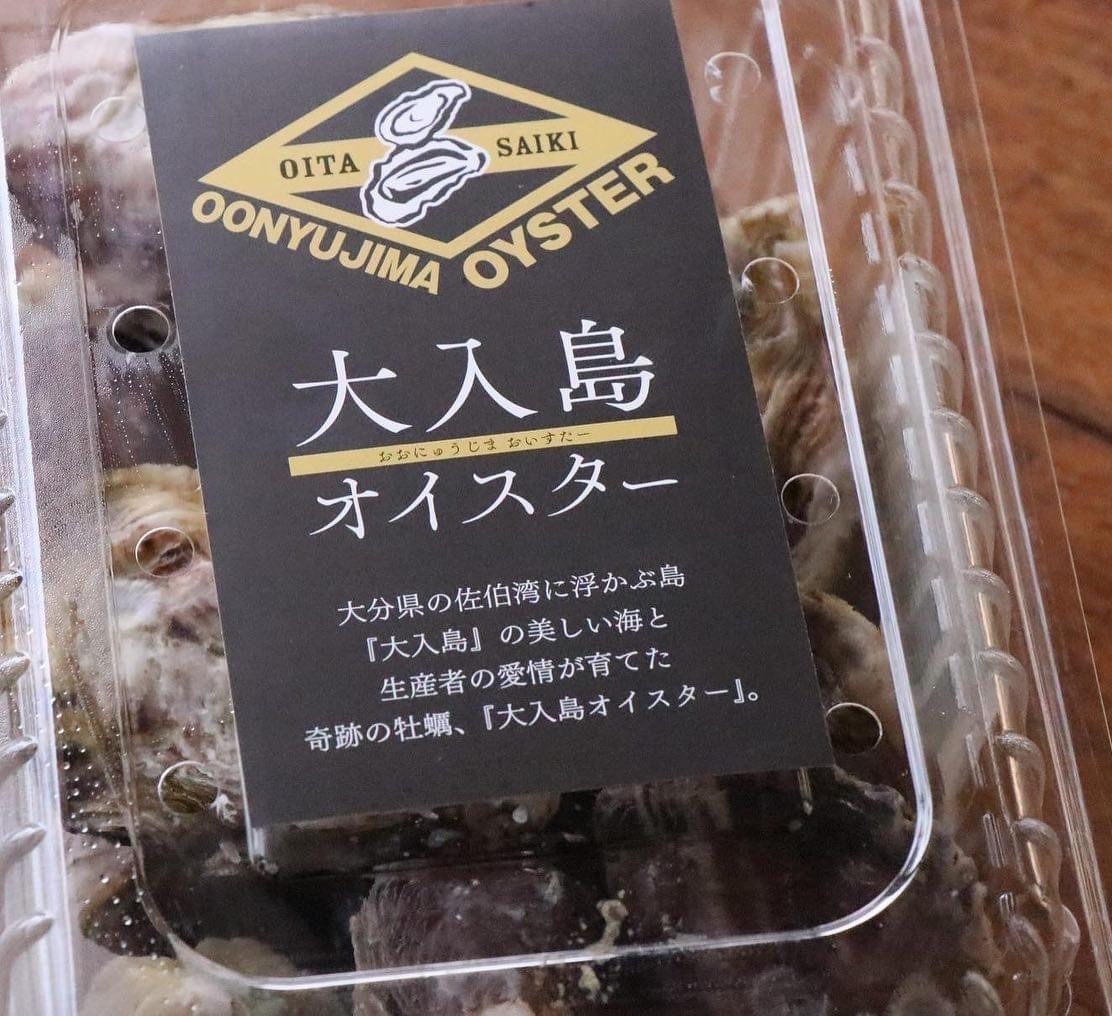 OITA SAIKI
OONYUJIMA OYSTER
大入島
おおにゅうじま おいすたー
オイスター
大分県の佐伯湾に浮かぶ島
『大入島』の美しい海と
生産者の愛情が育てた
奇跡の牡蠣、『大入島オイスター』。